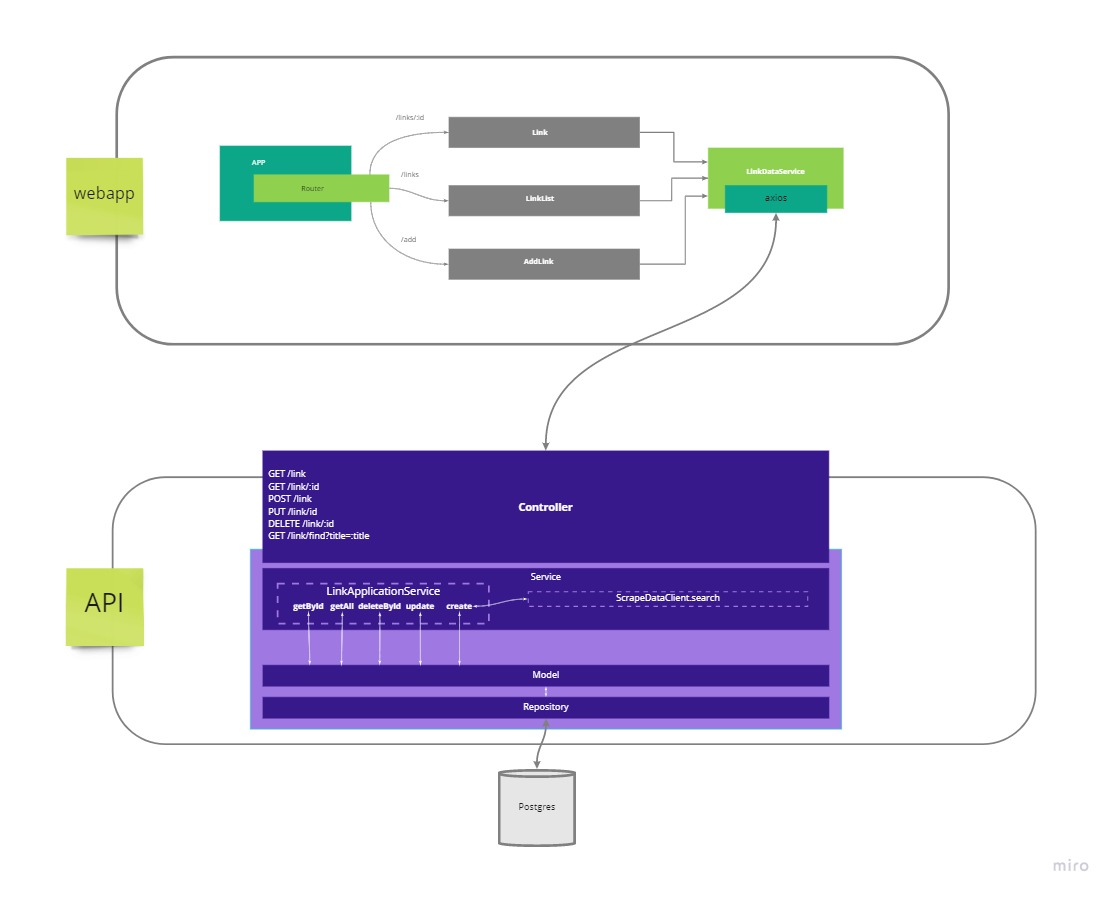 webapp
APP
Router
/links/:id
/links
/add
Link
LinkList
AddLink
LinkDataService
axios
API
GET /link
GET /link/:id
POST /link
PUT /link/id
DELETE /link/:id
GET /link/find?title=:title
Controller
Service
LinkApplicationService
getById getAll deleteById update create
ScrapeDataClient.search
Model
Repository
Postgres
miro